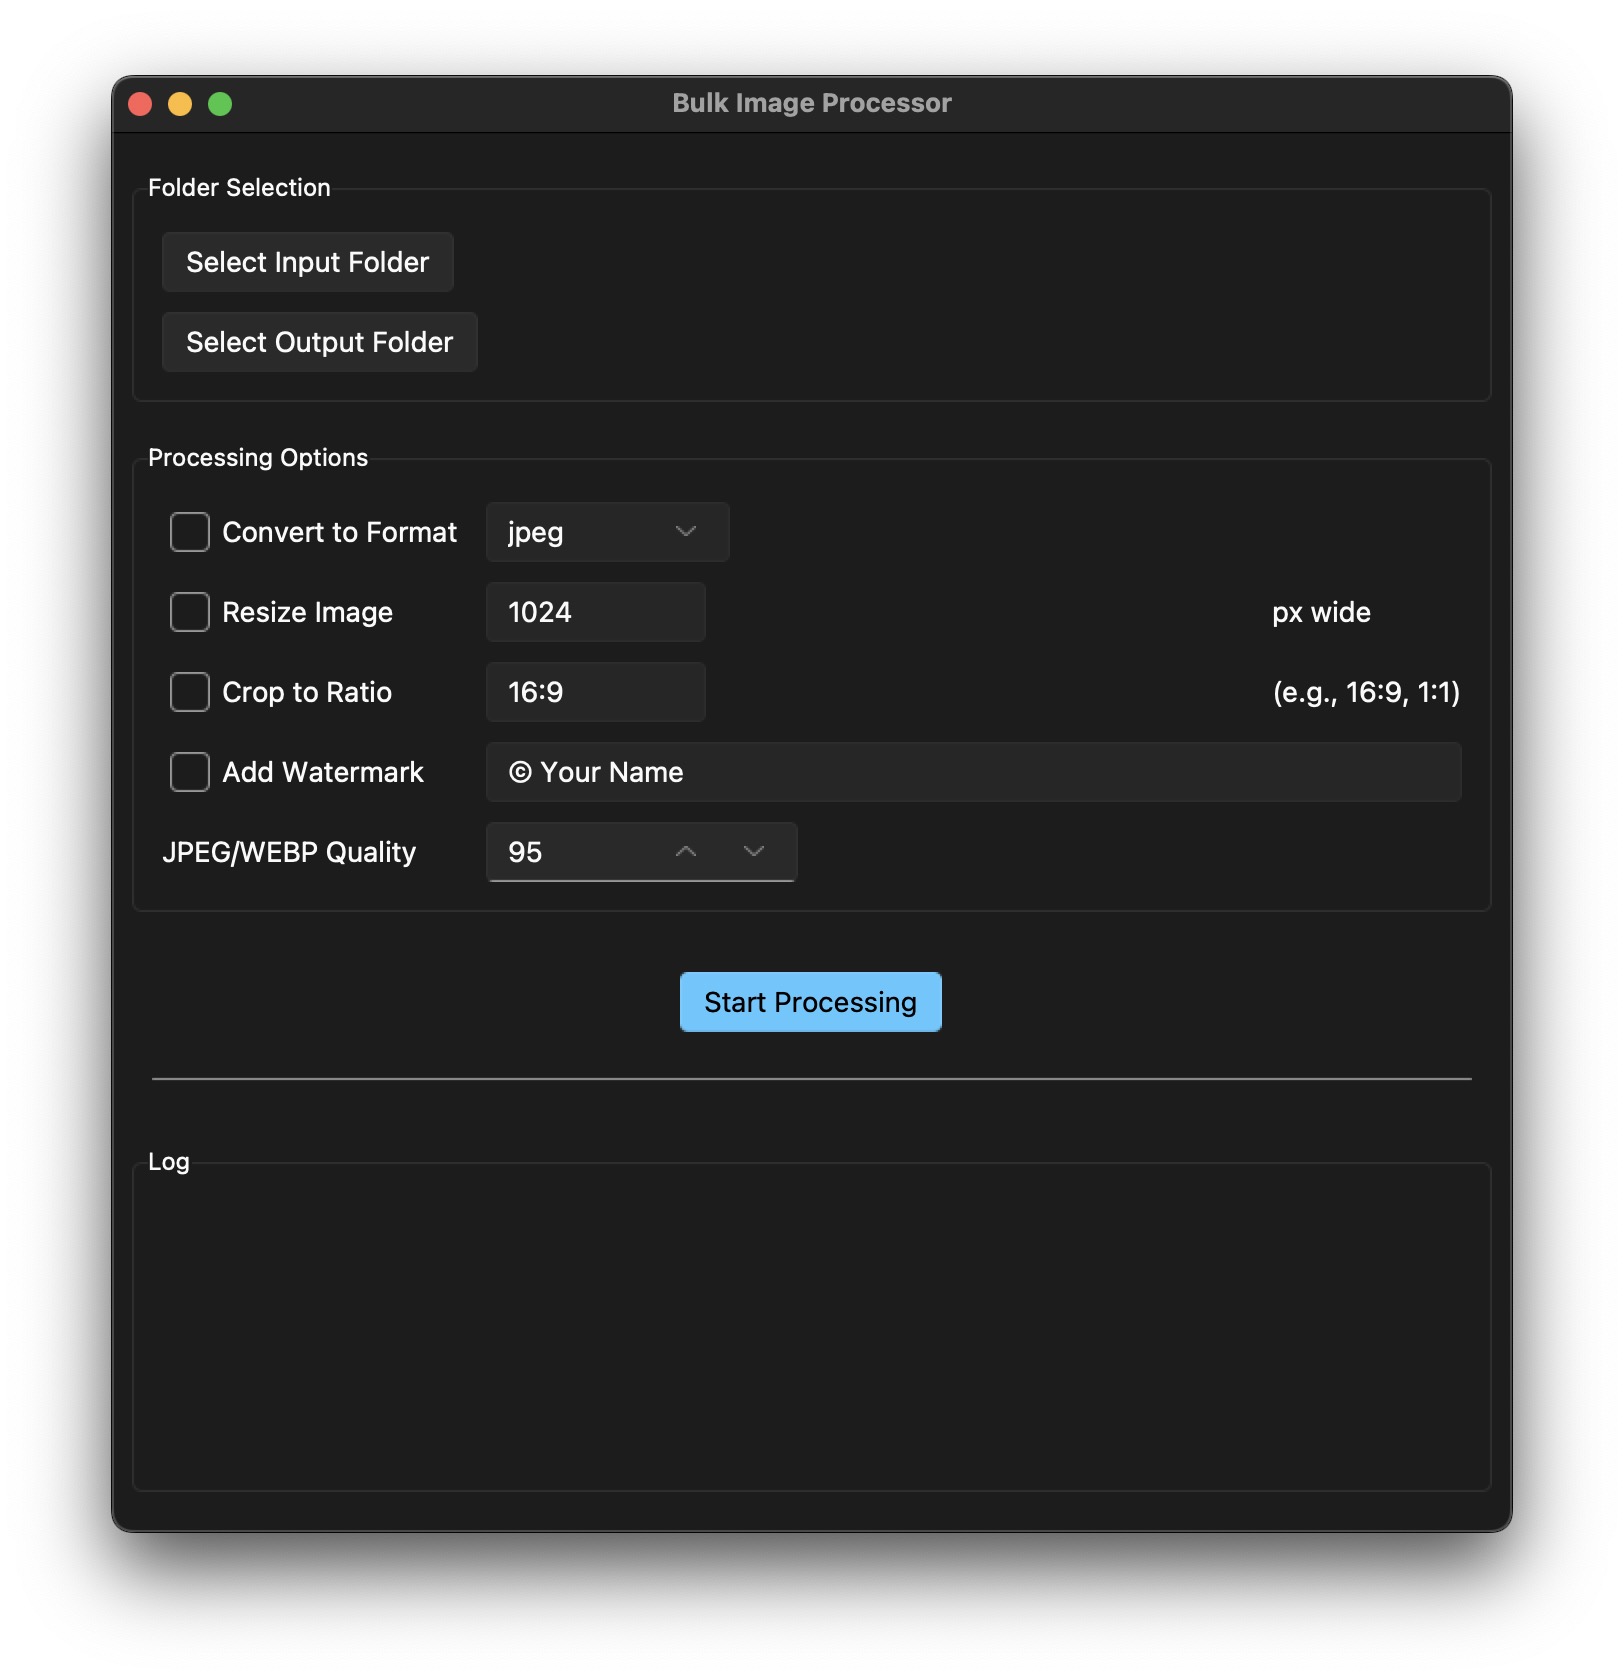 Bulk Image Processor
Folder Selection
Select Input Folder
Select Output Folder
Processing Options
Convert to Format jpeg
Resize Image 1024 px wide
Crop to Ratio 16:9 (e.g., 16:9, 1:1)
Add Watermark © Your Name
JPEG/WEBP Quality 95
Start Processing
Log